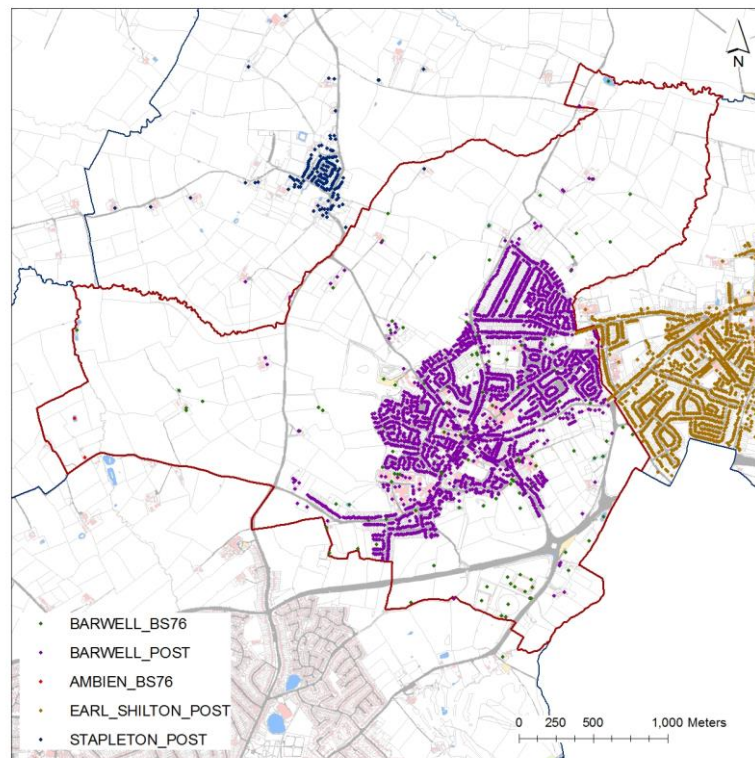 N
BARWELL_BS76
BARWELL_POST
AMBIEN_BS76
EARL_SHILTON_POST
STAPLETON_POST
0 250 500 1,000 Meters